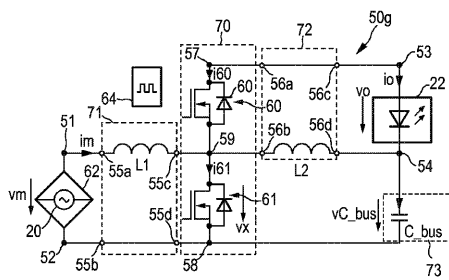 70
72
50g
57
53
i60
56a
56c
io
22
60
60
64
vo
71
51
im
59
56b
56d
54
55a
L1
55c
i61
L2
vm
62
55d
61
vC_bus
20
vx
C_bus
52
55b
58
73